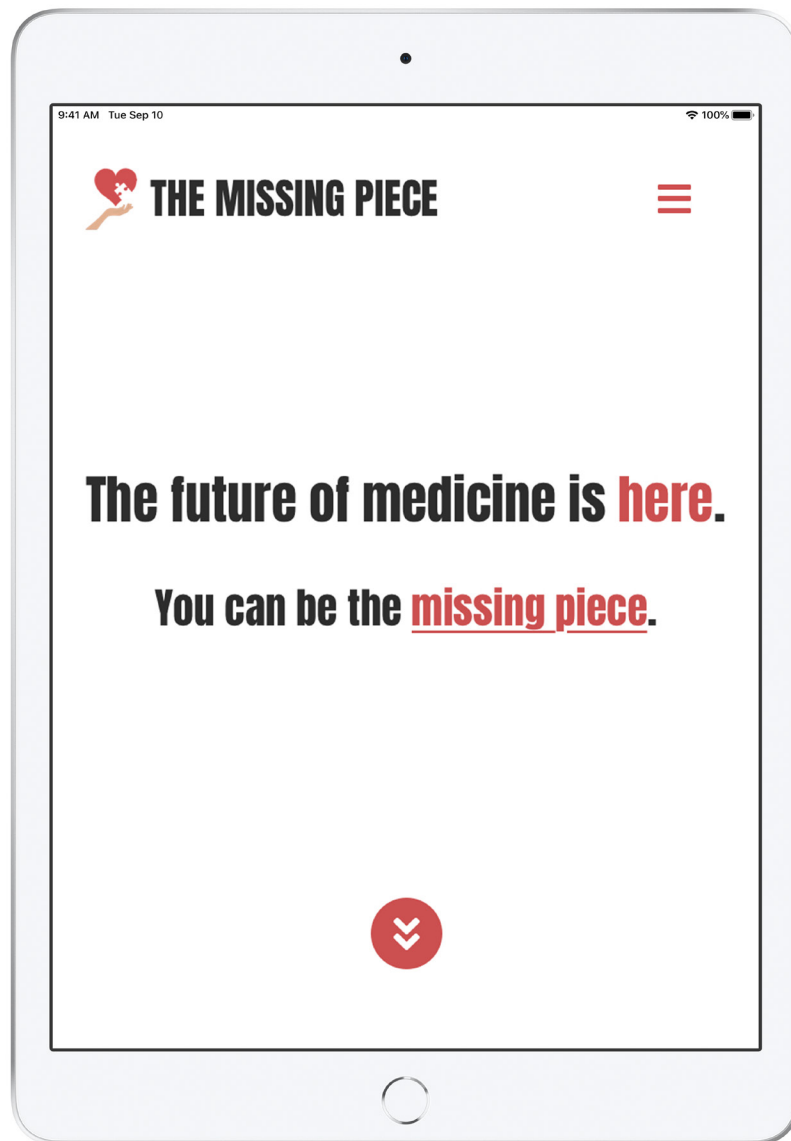 9:41 AM Tue Sep 10
100%
THE MISSING PIECE
The future of medicine is here.
You can be the missing piece.